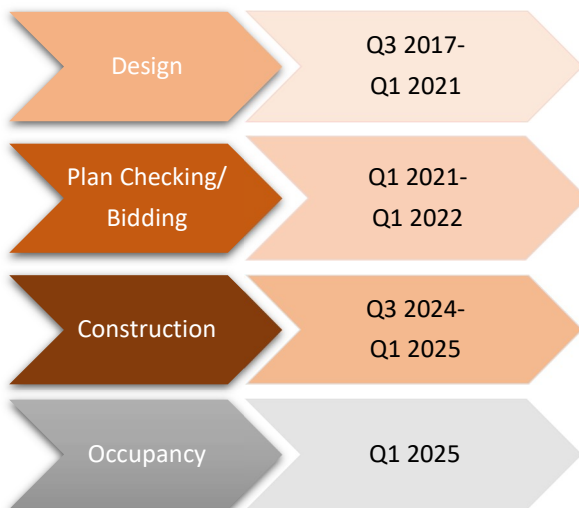 Design
Q3 2017-
Q1 2021
Plan Checking/
Bidding
Q1 2021-
Q1 2022
Construction
Q3 2024-
Q1 2025
Occupancy
Q1 2025